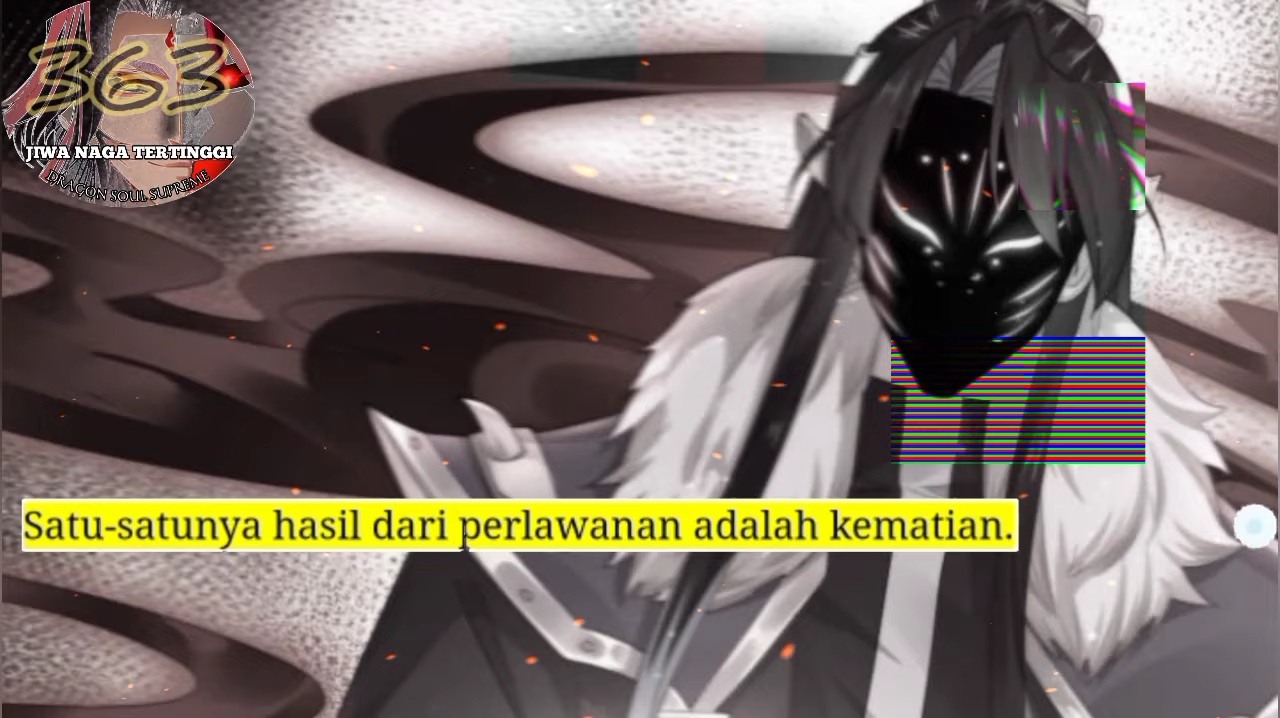 363
JIWA NAGA TERTINGGI
DRAGON SOUL SUPREME
Satu-satunya hasil dari perlawanan adalah kematian.